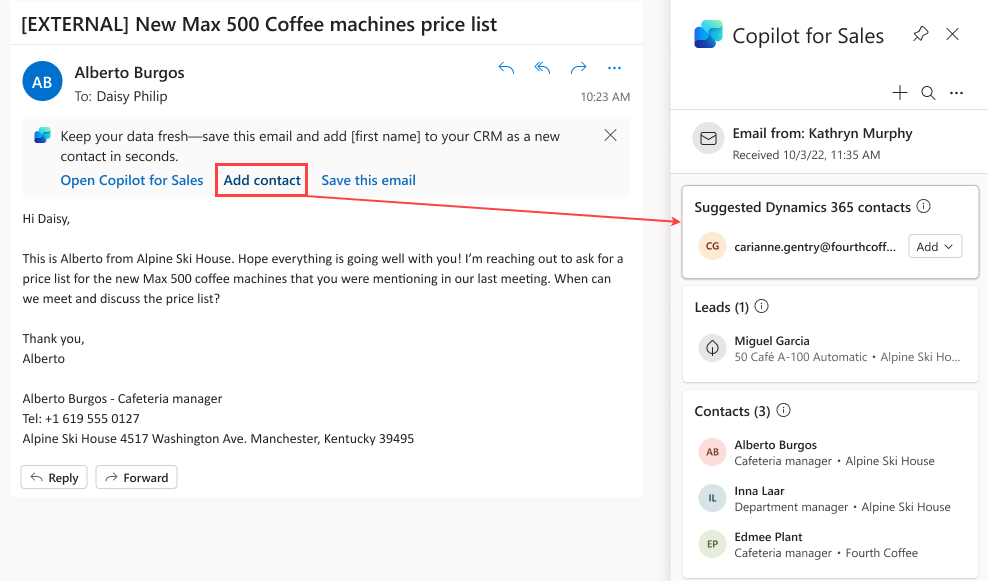 [EXTERNAL] New Max 500 Coffee machines price list
AB
Alberto Burgos
To: Daisy Philip
10:23 AM
Keep your data fresh—save this email and add [first name] to your CRM as a new
contact in seconds.
Open Copilot for Sales
Add contact
Save this email
Hi Daisy,
This is Alberto from Alpine Ski House. Hope everything is going well with you! I'm reaching out to ask for a
price list for the new Max 500 coffee machines that you were mentioning in our last meeting. When can
we meet and discuss the price list?
Thank you,
Alberto
Alberto Burgos - Cafeteria manager
Tel: +1 619 555 0127
Alpine Ski House 4517 Washington Ave. Manchester, Kentucky 39495
Reply
Forward
Copilot for Sales
Email from: Kathryn Murphy
Received 10/3/22, 11:35 AM
Suggested Dynamics 365 contacts
CG
carianne.gentry@fourthcoff...
Add
Leads (1)
Miguel Garcia
50 Café A-100 Automatic • Alpine Ski Ho...
Contacts (3)
AB
Alberto Burgos
Cafeteria manager • Alpine Ski House
IL
Inna Laar
Department manager • Alpine Ski House
EP
Edmee Plant
Cafeteria manager • Fourth Coffee